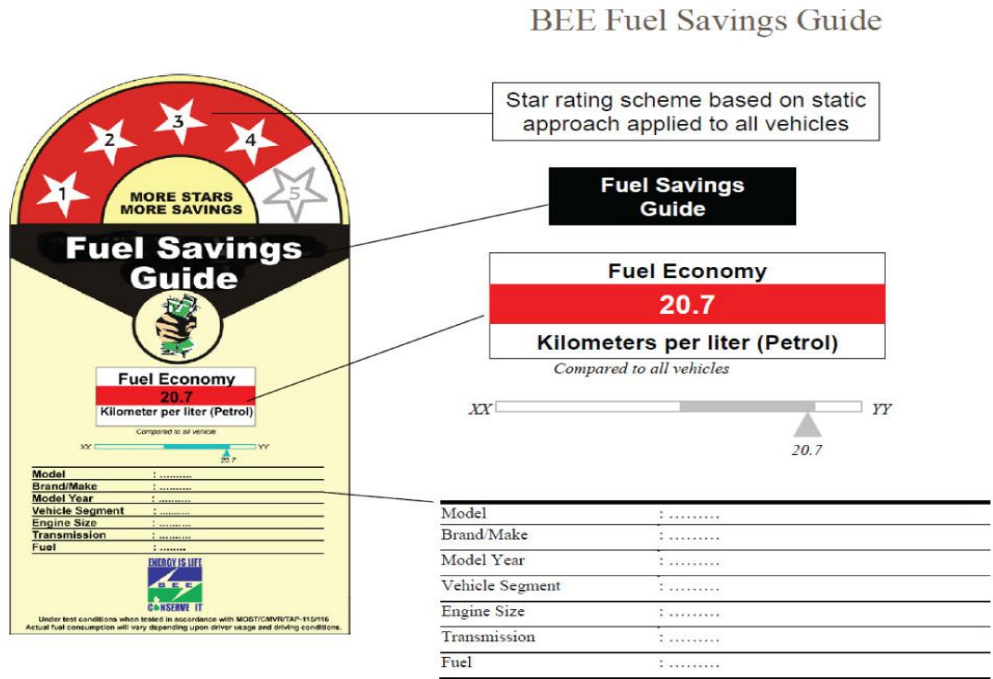 BEE Fuel Savings Guide
1
2
3
4
5
MORE STARS
MORE SAVINGS
Fuel Savings
Guide
Fuel Economy
20.7
Kilometer per liter (Petrol)
Compared to all vehicle
XX YY
20.7
Model : ..........
Brand/Make : ..........
Model Year : ..........
Vehicle Segment : ..........
Engine Size : ..........
Transmission : ..........
Fuel : ........
ENERGY IS LIFE
BEE
CONSERVE IT
Under test conditions when tested in accordance with MOST/CMVR/TAP-115/116
Actual fuel consumption will vary depending upon driver usage and driving conditions.
Star rating scheme based on static
approach applied to all vehicles
Fuel Savings
Guide
Fuel Economy
20.7
Kilometers per liter (Petrol)
Compared to all vehicles
XX YY
20.7
Model : .........
Brand/Make : .........
Model Year : .........
Vehicle Segment : .........
Engine Size : .........
Transmission : .........
Fuel : .........